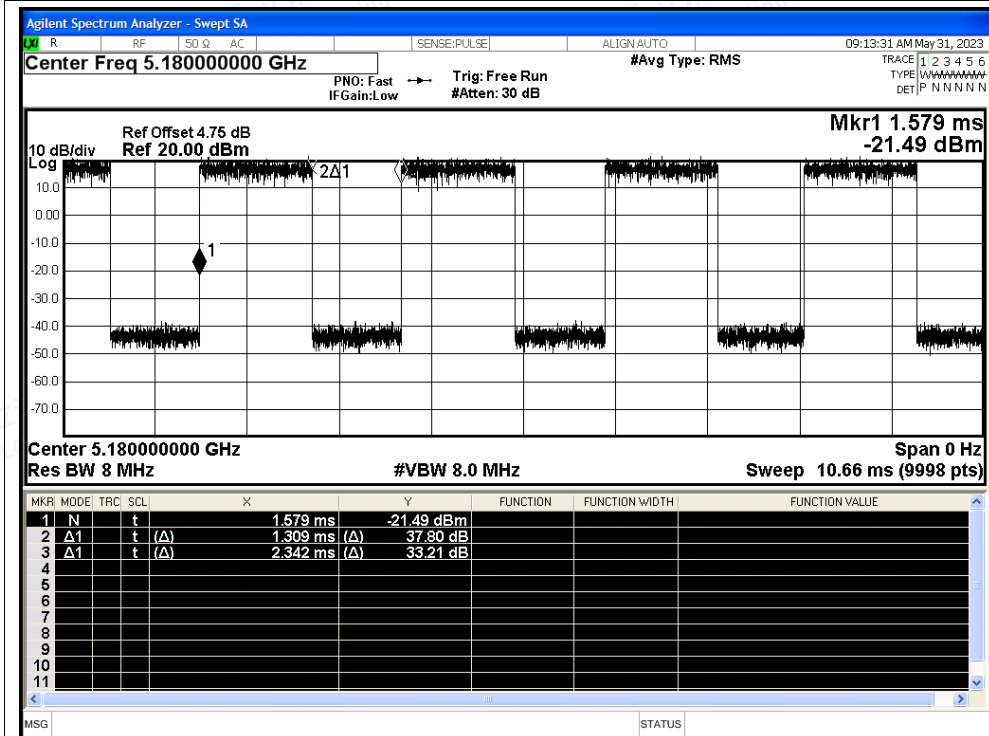 Agilent Spectrum Analyzer - Swept SA
LXI R RF 50 Ω AC SENSE:PULSE ALIGN AUTO 09:13:31 AM May 31, 2023
Center Freq 5.180000000 GHz #Avg Type: RMS TRACE 1 2 3 4 5 6
PNO: Fast Trig: Free Run TYPE
IFGain:Low #Atten: 30 dB DET P N N N N N
Mkr1 1.579 ms
Ref Offset 4.75 dB
10 dB/div Ref 20.00 dBm -21.49 dBm
Log
2Δ1
10.0
0.00
-10.0
1
-20.0
-30.0
-40.0
-50.0
-60.0
-70.0
Center 5.180000000 GHz Span 0 Hz
Res BW 8 MHz #VBW 8.0 MHz Sweep 10.66 ms (9998 pts)
MKR MODE TRC SCL X Y FUNCTION FUNCTION WIDTH FUNCTION VALUE
1 N t 1.579 ms -21.49 dBm
2 Δ1 t (Δ) 1.309 ms (Δ) 37.80 dB
3 Δ1 t (Δ) 2.342 ms (Δ) 33.21 dB
4
5
6
7
8
9
10
11
MSG STATUS